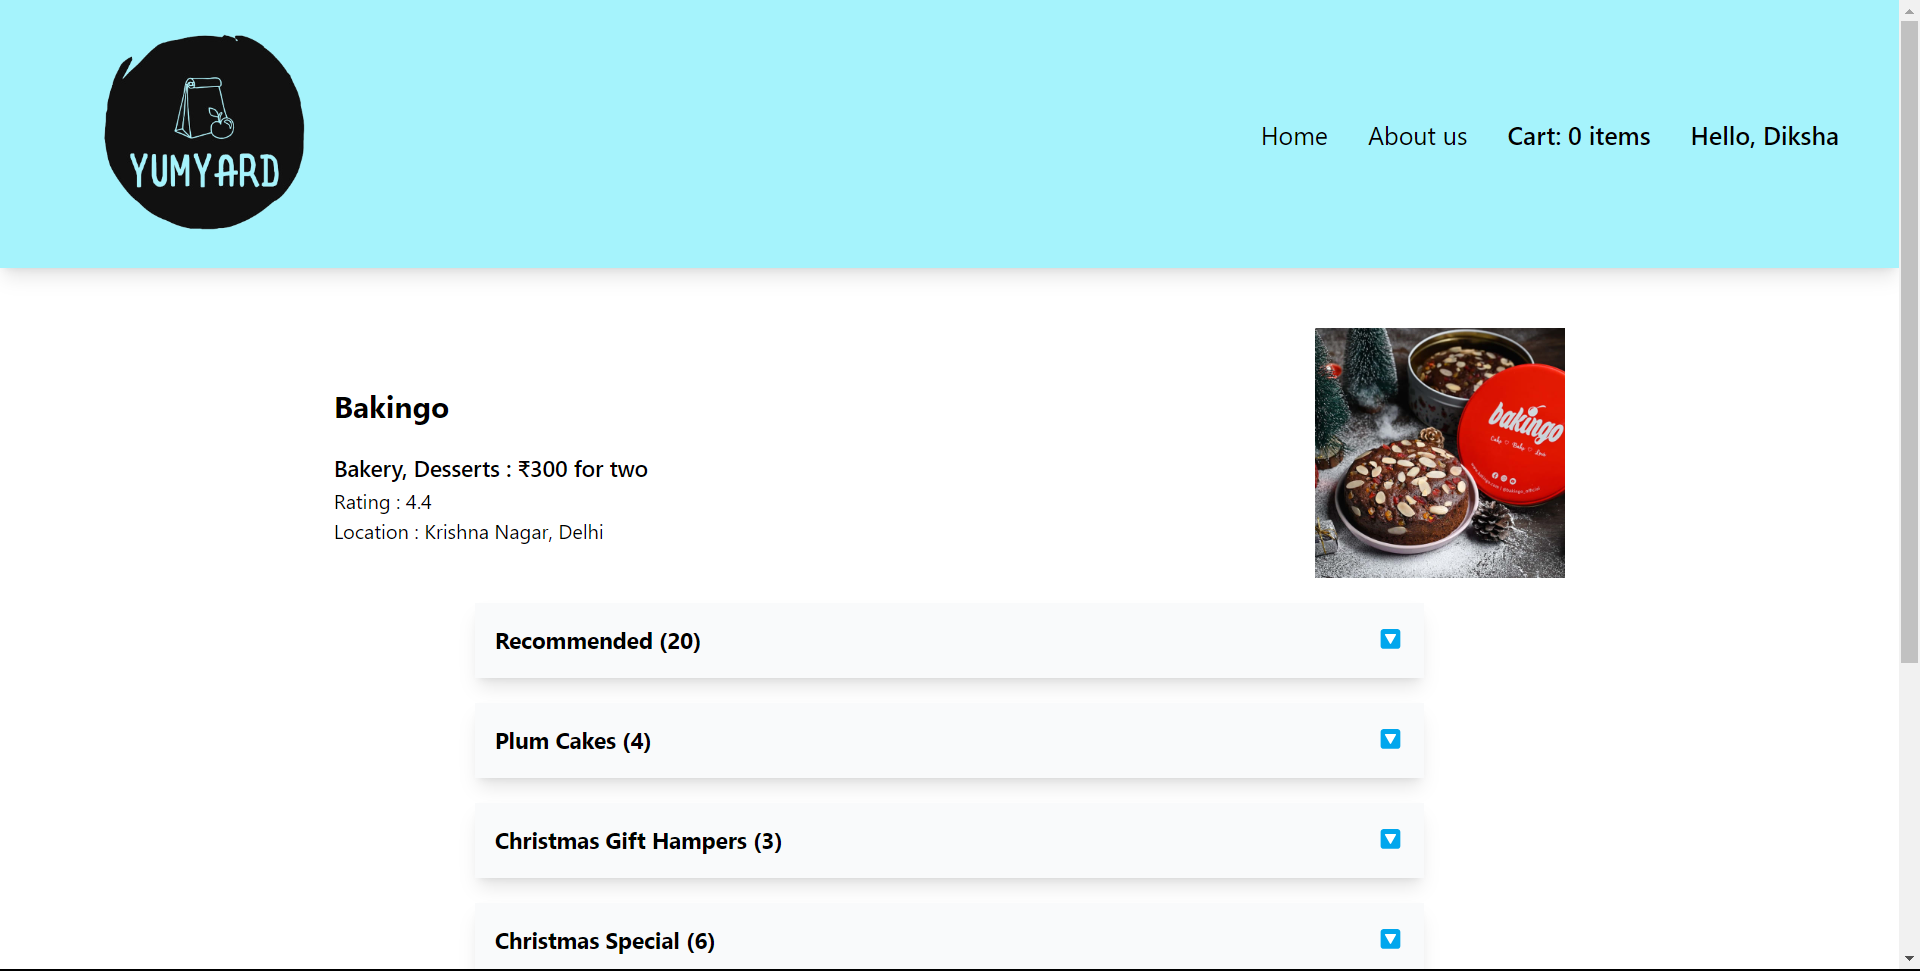 YUMYARD
Home About us Cart: 0 items Hello, Diksha
Bakingo
Bakery, Desserts : ₹300 for two
Rating : 4.4
Location : Krishna Nagar, Delhi
bakingo
Recommended (20)
Plum Cakes (4)
Christmas Gift Hampers (3)
Christmas Special (6)